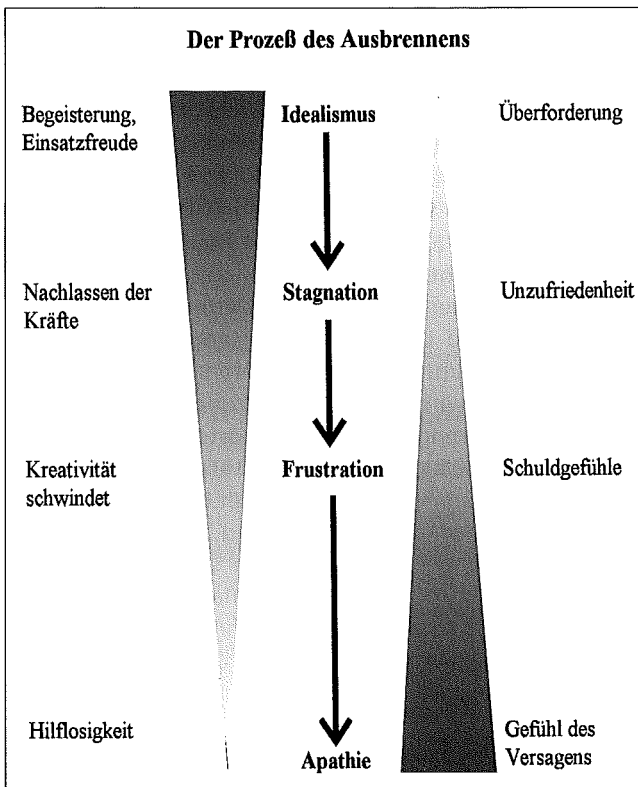 Der Prozeß des Ausbrennens
Begeisterung,
Einsatzfreude
Idealismus
Überforderung
Nachlassen der
Kräfte
Stagnation
Unzufriedenheit
Kreativität
schwindet
Frustration
Schuldgefühle
Hilflosigkeit
Apathie
Gefühl des
Versagens